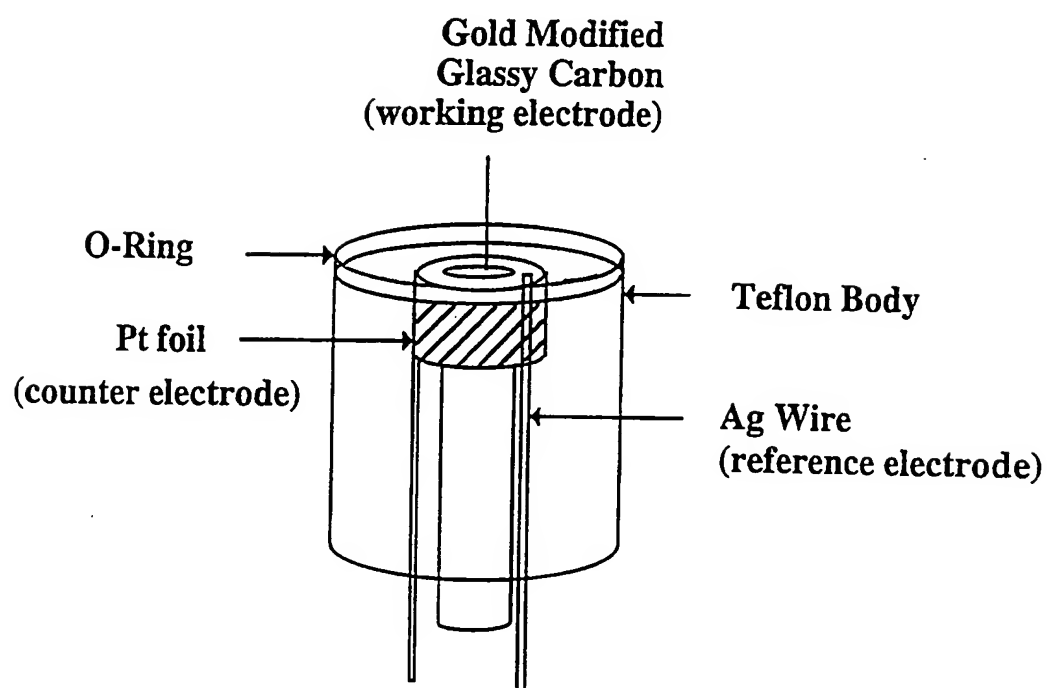 Gold Modified
Glassy Carbon
(working electrode)
O-Ring
Teflon Body
Pt foil
(counter electrode)
Ag Wire
(reference electrode)